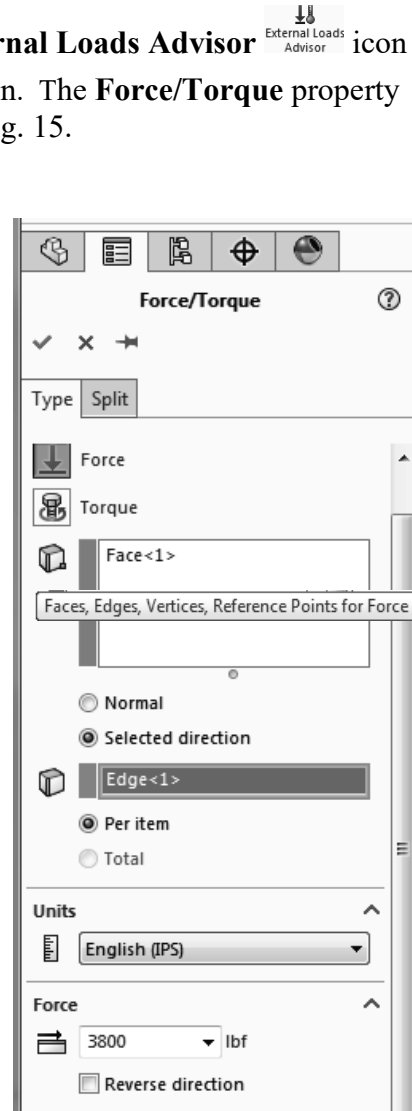 rnal Loads Advisor External Loads Advisor icon
n. The Force/Torque property
g. 15.
Force/Torque
Type Split
Force
Torque
Face<1>
Faces, Edges, Vertices, Reference Points for Force
Normal
Selected direction
Edge<1>
Per item
Total
Units
English (IPS)
Force
3800 lbf
Reverse direction